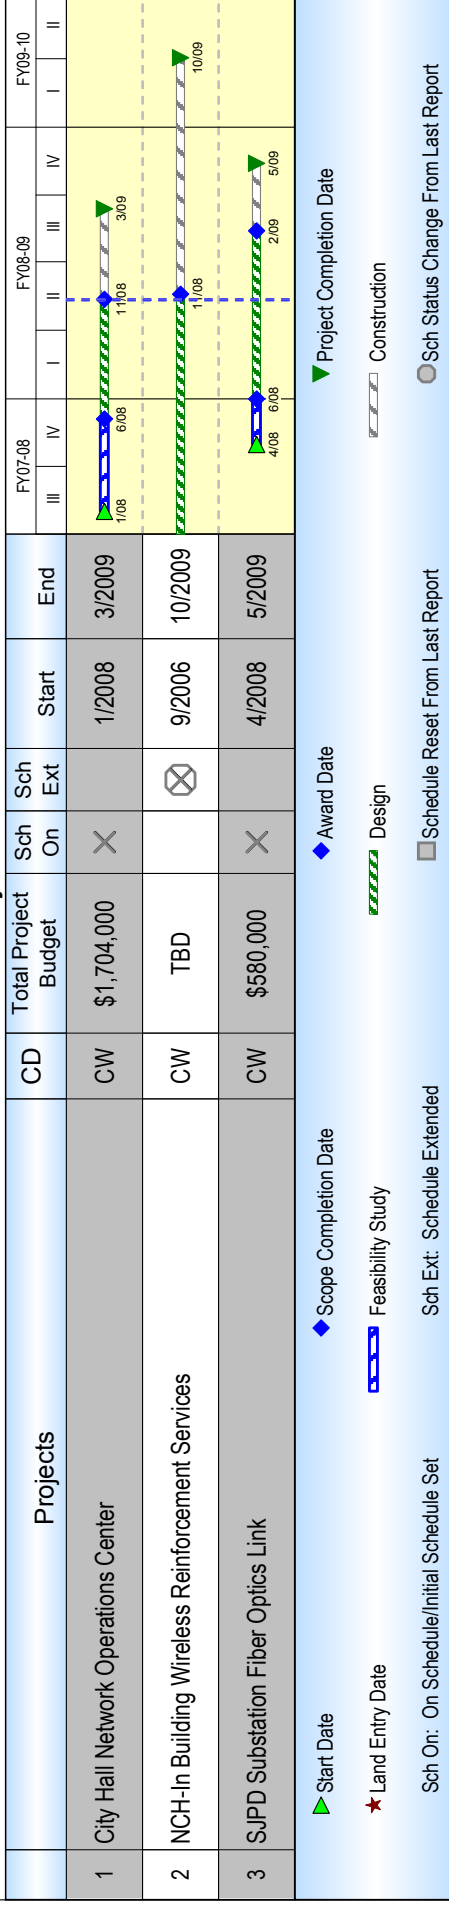 Projects CD Total Project Budget Sch On Sch Ext Start End FY07-08 FY08-09 FY09-10
III IV I II III IV I II
1 City Hall Network Operations Center CW $1,704,000 X 1/2008 3/2009 1/08 6/08 11/08 3/09
2 NCH-In Building Wireless Reinforcement Services CW TBD X 9/2006 10/2009 11/08 10/09
3 SJPD Substation Fiber Optics Link CW $580,000 X 4/2008 5/2009 4/08 6/08 2/09 5/09
Start Date Scope Completion Date Award Date Project Completion Date
Land Entry Date Feasibility Study Design Construction
Sch On: On Schedule/Initial Schedule Set Sch Ext: Schedule Extended Schedule Reset From Last Report Sch Status Change From Last Report